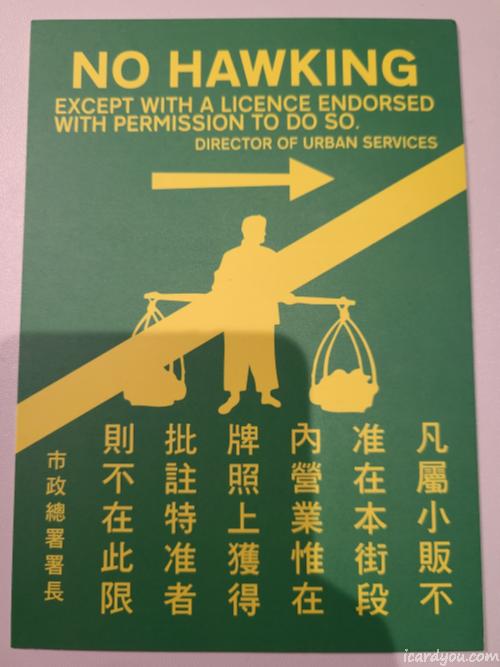 NO HAWKING
EXCEPT WITH A LICENCE ENDORSED
WITH PERMISSION TO DO SO.
DIRECTOR OF URBAN SERVICES
凡屬小販不
准在本街段
內營業惟在
牌照上獲得
批註特准者
則不在此限
市政總署署長
icardyou.com